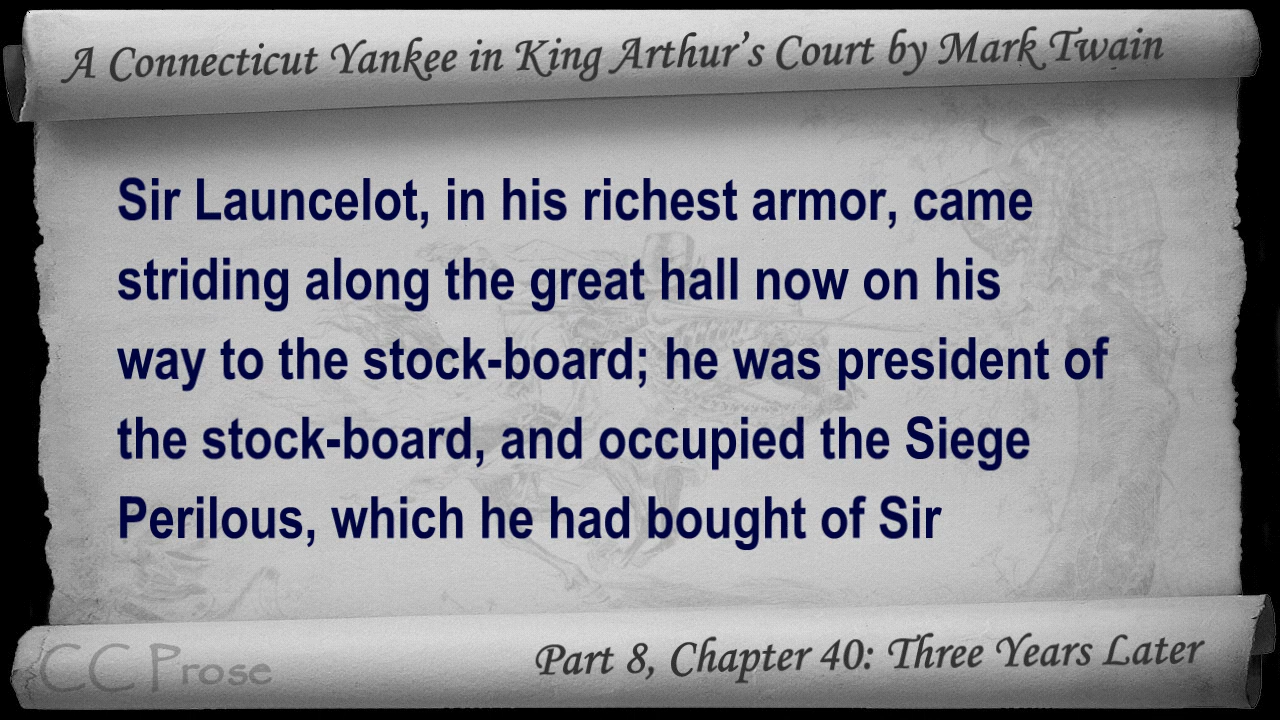 A Connecticut Yankee in King Arthur's Court by Mark Twain
Sir Launcelot, in his richest armor, came
striding along the great hall now on his
way to the stock-board; he was president of
the stock-board, and occupied the Siege
Perilous, which he had bought of Sir
CC Prose
Part 8, Chapter 40: Three Years Later